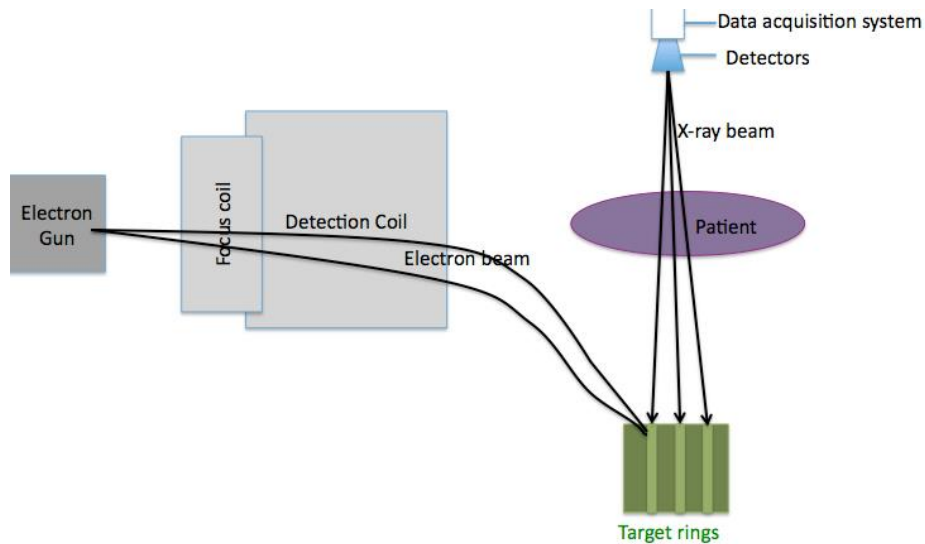 Data acquisition system
Detectors
X-ray beam
Electron
Gun
Focus coil
Detection Coil
Electron beam
Patient
Target rings